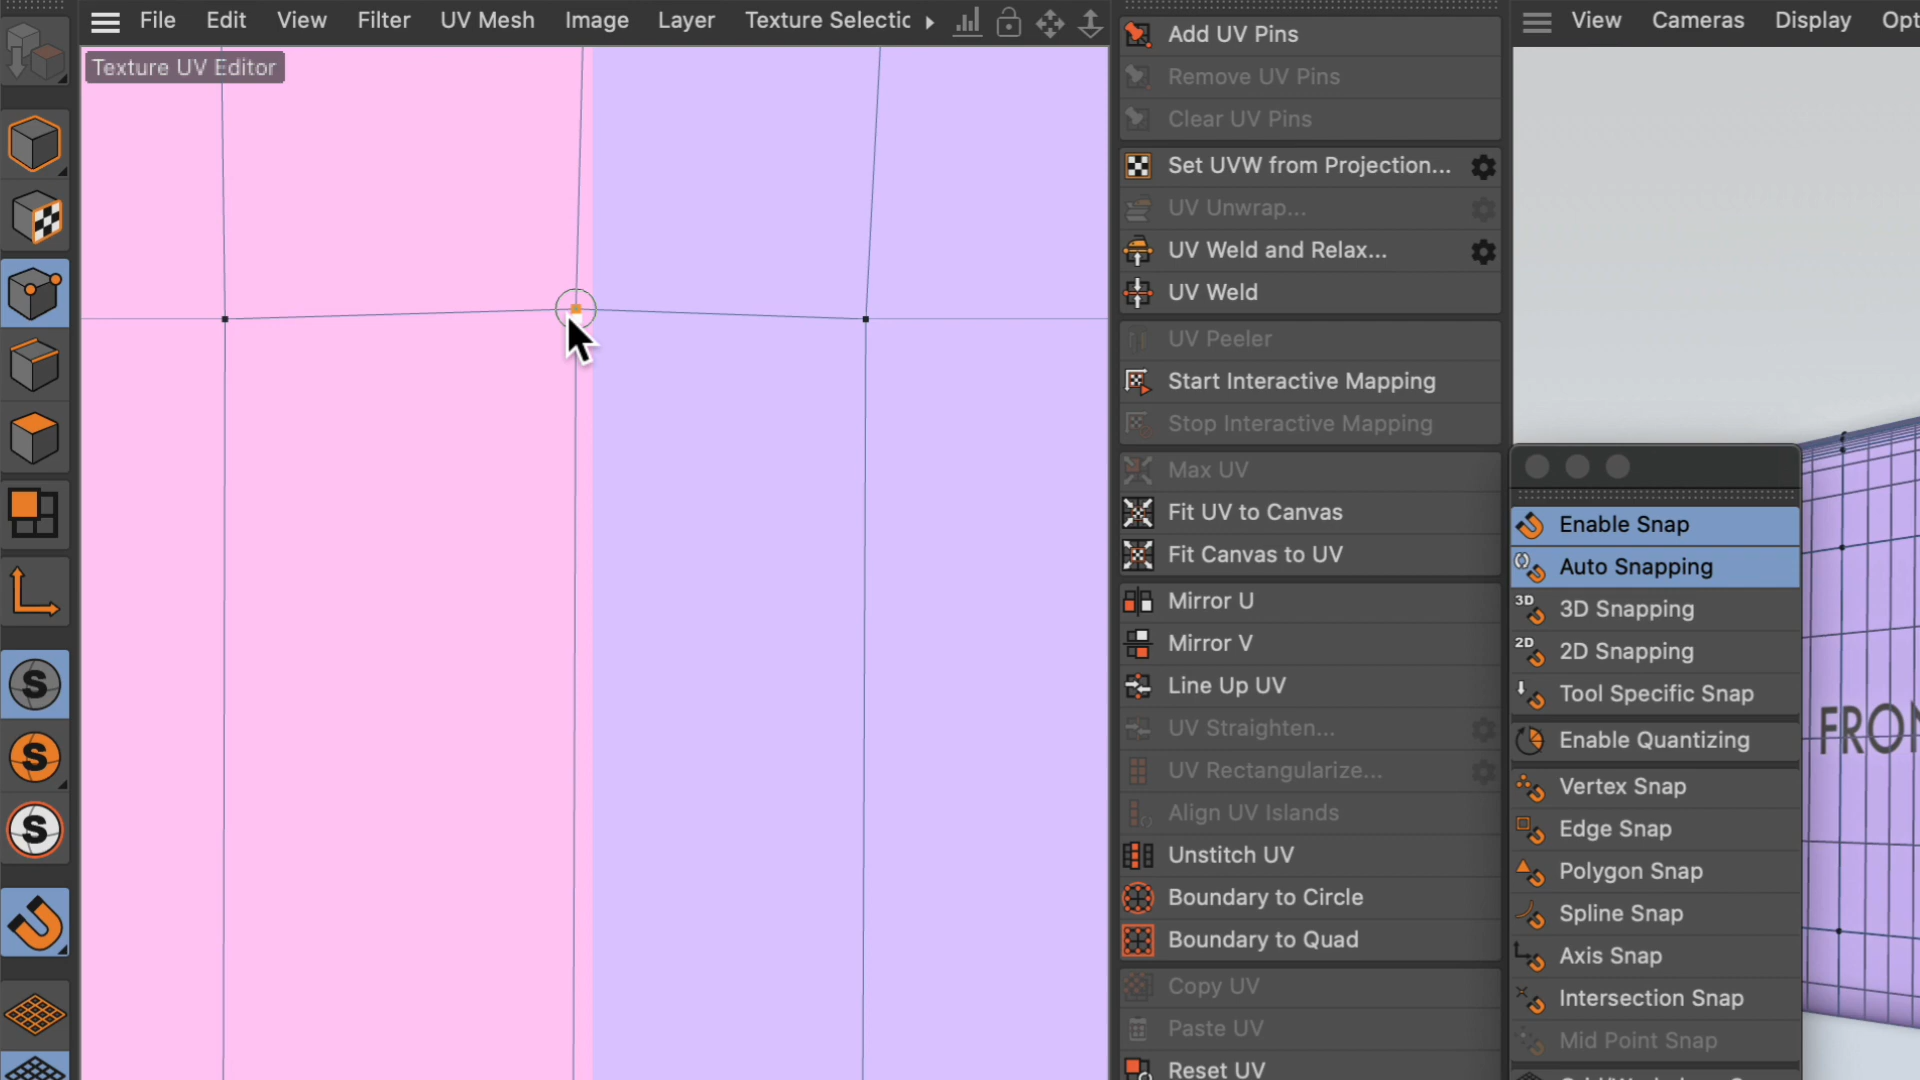 File Edit View Filter UV Mesh Image Layer Texture Selectic
Texture UV Editor
S
S
S
Add UV Pins
Remove UV Pins
Clear UV Pins
Set UVW from Projection...
UV Unwrap...
UV Weld and Relax...
UV Weld
UV Peeler
Start Interactive Mapping
Stop Interactive Mapping
Max UV
Fit UV to Canvas
Fit Canvas to UV
Mirror U
Mirror V
Line Up UV
UV Straighten...
UV Rectangularize...
Align UV Islands
Unstitch UV
Boundary to Circle
Boundary to Quad
Copy UV
Paste UV
Reset UV
View Cameras Display Opt
Enable Snap
Auto Snapping
3D 3D Snapping
2D 2D Snapping
Tool Specific Snap
Enable Quantizing
Vertex Snap
Edge Snap
Polygon Snap
Spline Snap
Axis Snap
Intersection Snap
Mid Point Snap
FRON